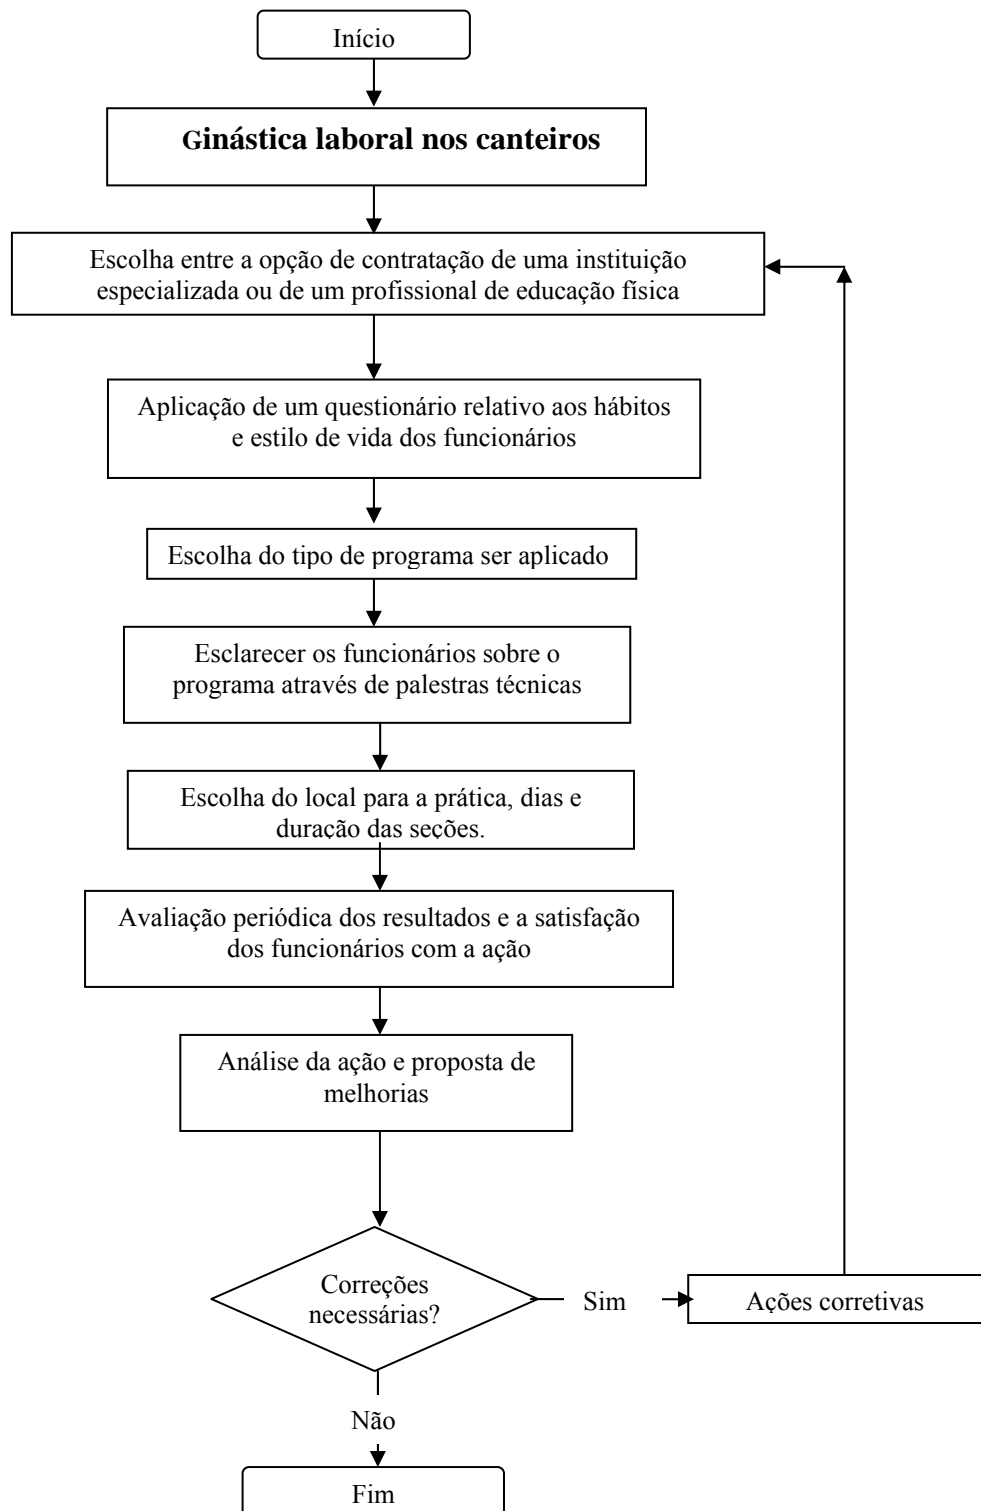 Início
Ginástica laboral nos canteiros
Escolha entre a opção de contratação de uma instituição
especializada ou de um profissional de educação física
Aplicação de um questionário relativo aos hábitos
e estilo de vida dos funcionários
Escolha do tipo de programa ser aplicado
Esclarecer os funcionários sobre o
programa através de palestras técnicas
Escolha do local para a prática, dias e
duração das seções.
Avaliação periódica dos resultados e a satisfação
dos funcionários com a ação
Análise da ação e proposta de
melhorias
Correções
necessárias?
Sim
Ações corretivas
Não
Fim